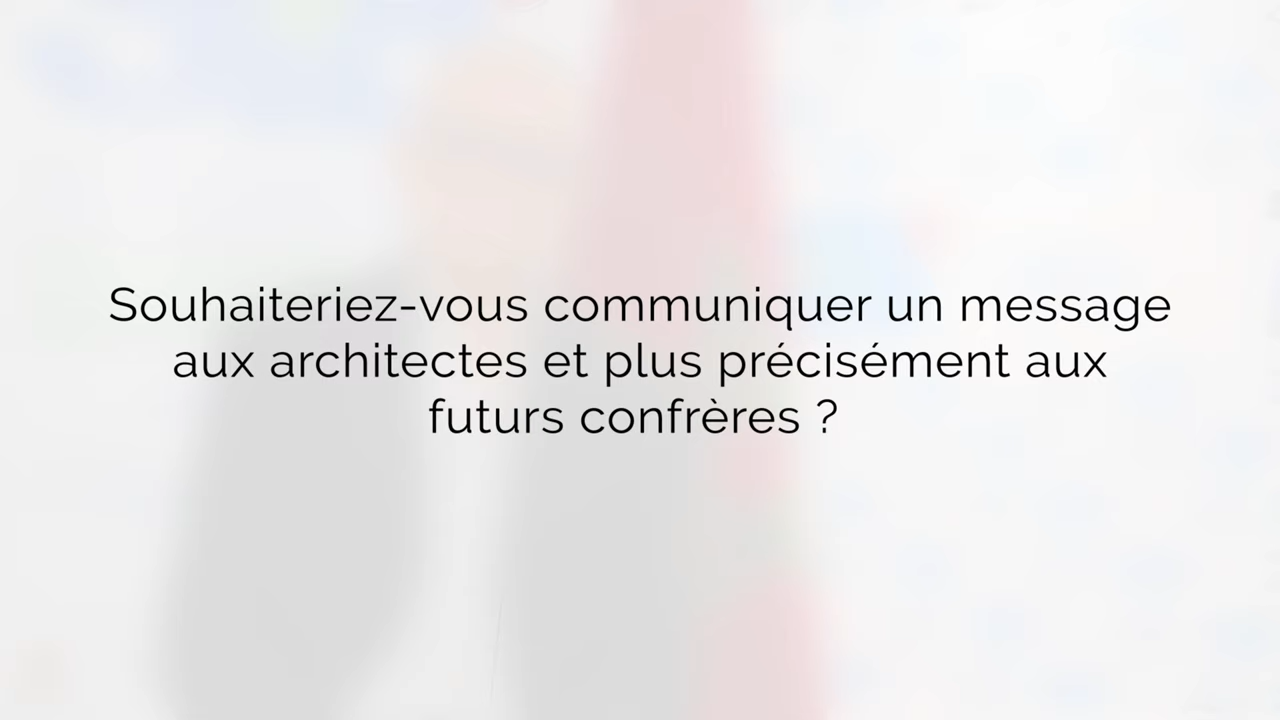 Souhaiteriez-vous communiquer un message
aux architectes et plus précisément aux
futurs confrères ?